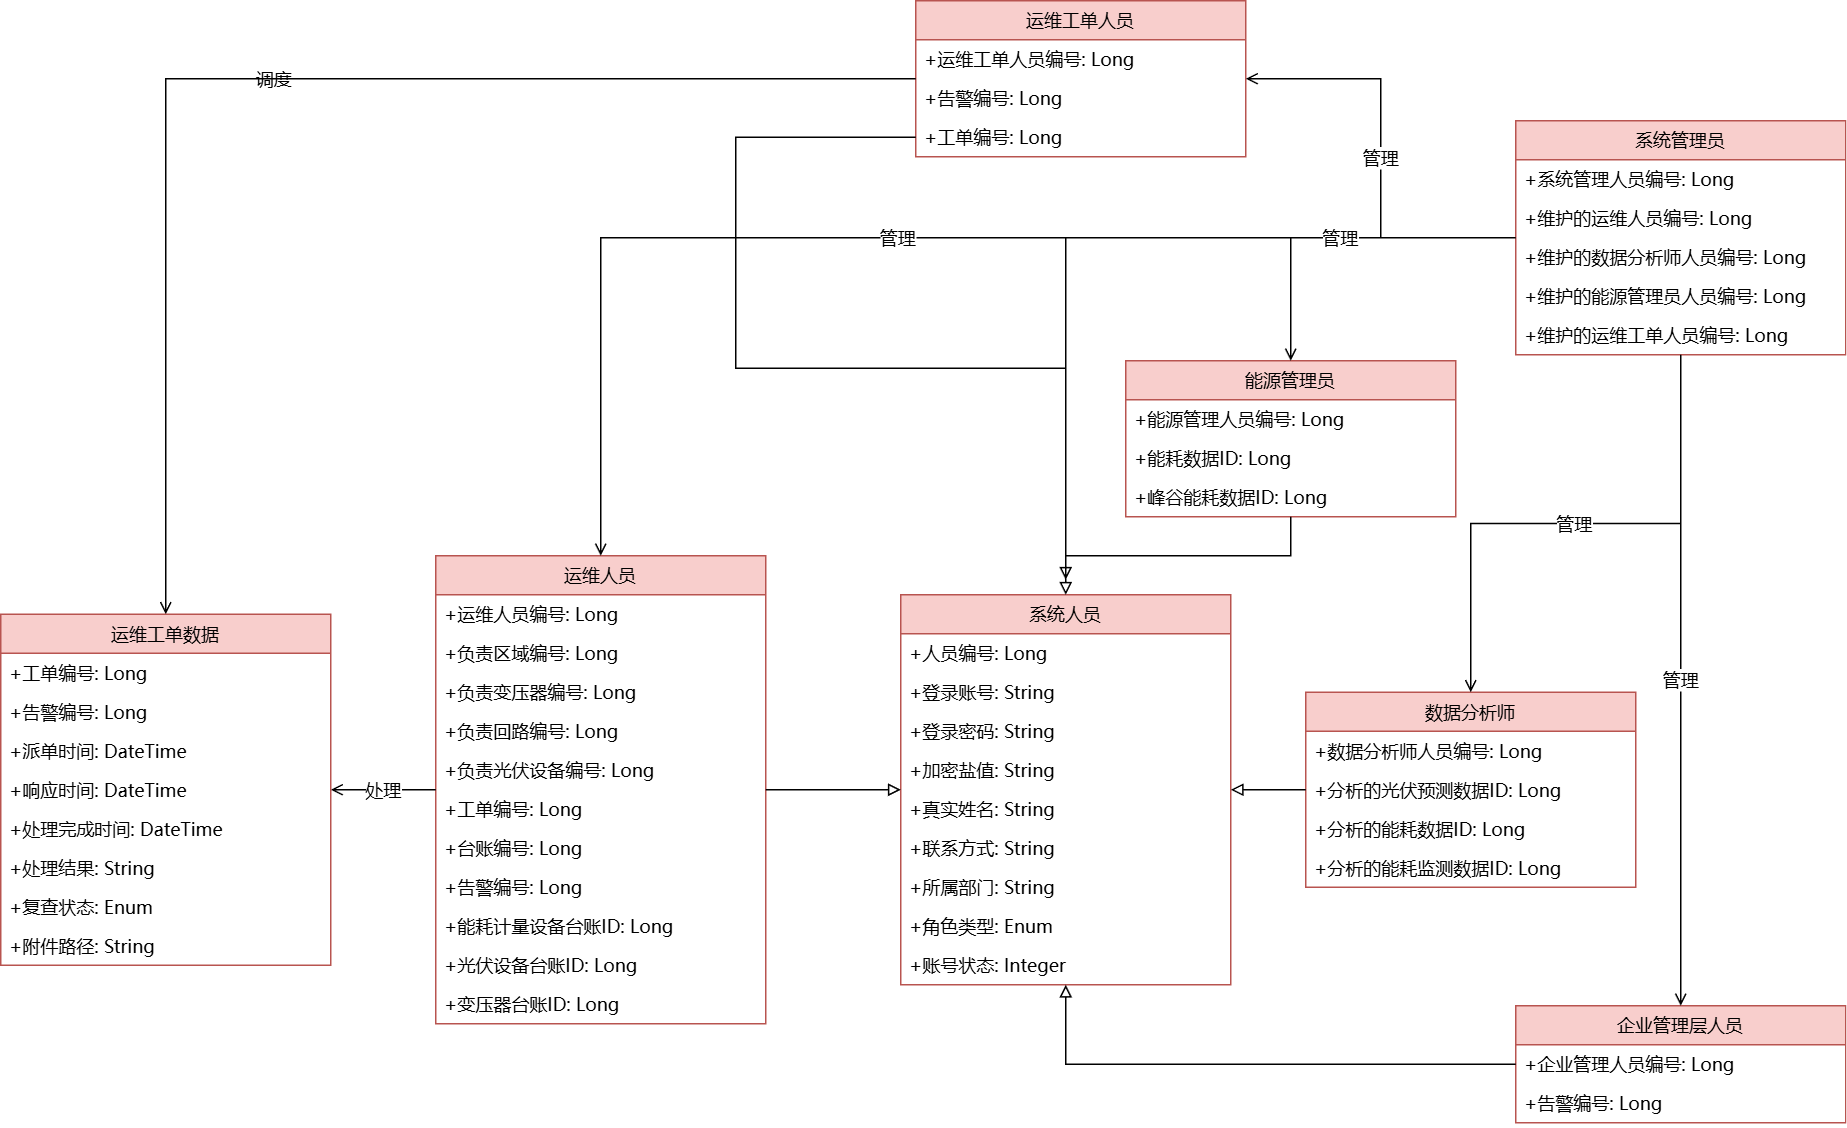 运维工单人员
+运维工单人员编号: Long
+告警编号: Long
+工单编号: Long
调度
管理
系统管理员
+系统管理人员编号: Long
+维护的运维人员编号: Long
+维护的数据分析师人员编号: Long
+维护的能源管理员人员编号: Long
+维护的运维工单人员编号: Long
管理
管理
能源管理员
+能源管理人员编号: Long
+能耗数据ID: Long
+峰谷能耗数据ID: Long
管理
管理
运维工单数据
+工单编号: Long
+告警编号: Long
+派单时间: DateTime
+响应时间: DateTime
+处理完成时间: DateTime
+处理结果: String
+复查状态: Enum
+附件路径: String
处理
运维人员
+运维人员编号: Long
+负责区域编号: Long
+负责变压器编号: Long
+负责回路编号: Long
+负责光伏设备编号: Long
+工单编号: Long
+台账编号: Long
+告警编号: Long
+能耗计量设备台账ID: Long
+光伏设备台账ID: Long
+变压器台账ID: Long
系统人员
+人员编号: Long
+登录账号: String
+登录密码: String
+加密盐值: String
+真实姓名: String
+联系方式: String
+所属部门: String
+角色类型: Enum
+账号状态: Integer
数据分析师
+数据分析师人员编号: Long
+分析的光伏预测数据ID: Long
+分析的能耗数据ID: Long
+分析的能耗监测数据ID: Long
企业管理层人员
+企业管理人员编号: Long
+告警编号: Long